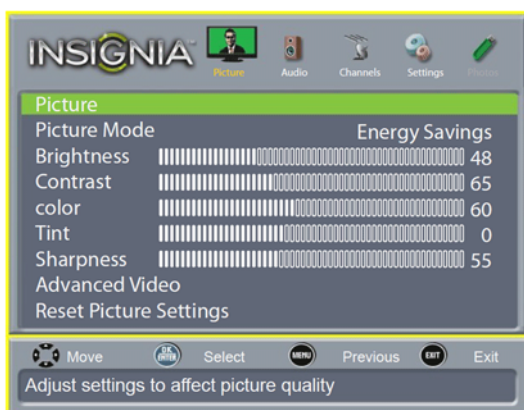 INSIGNIA
Picture Audio Channels Settings Photos
Picture
Picture Mode Energy Savings
Brightness 48
Contrast 65
color 60
Tint 0
Sharpness 55
Advanced Video
Reset Picture Settings
Move OK ENTER Select MENU Previous EXIT Exit
Adjust settings to affect picture quality